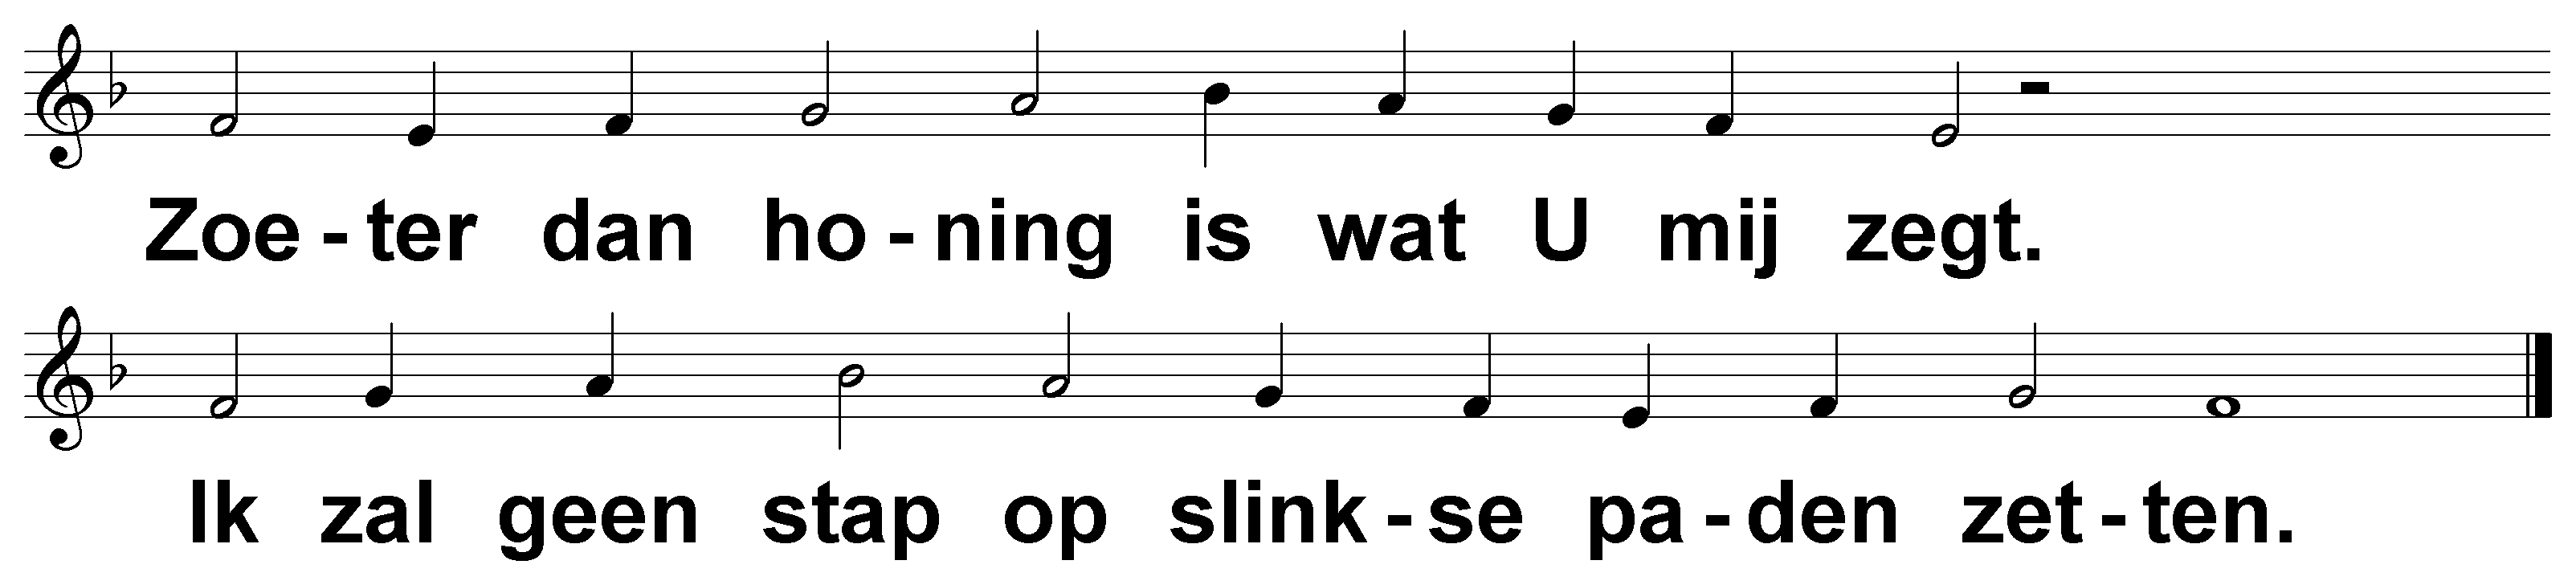 Zoe - ter dan ho - ning is wat U mij zegt.
Ik zal geen stap op slink - se pa - den zet - ten.